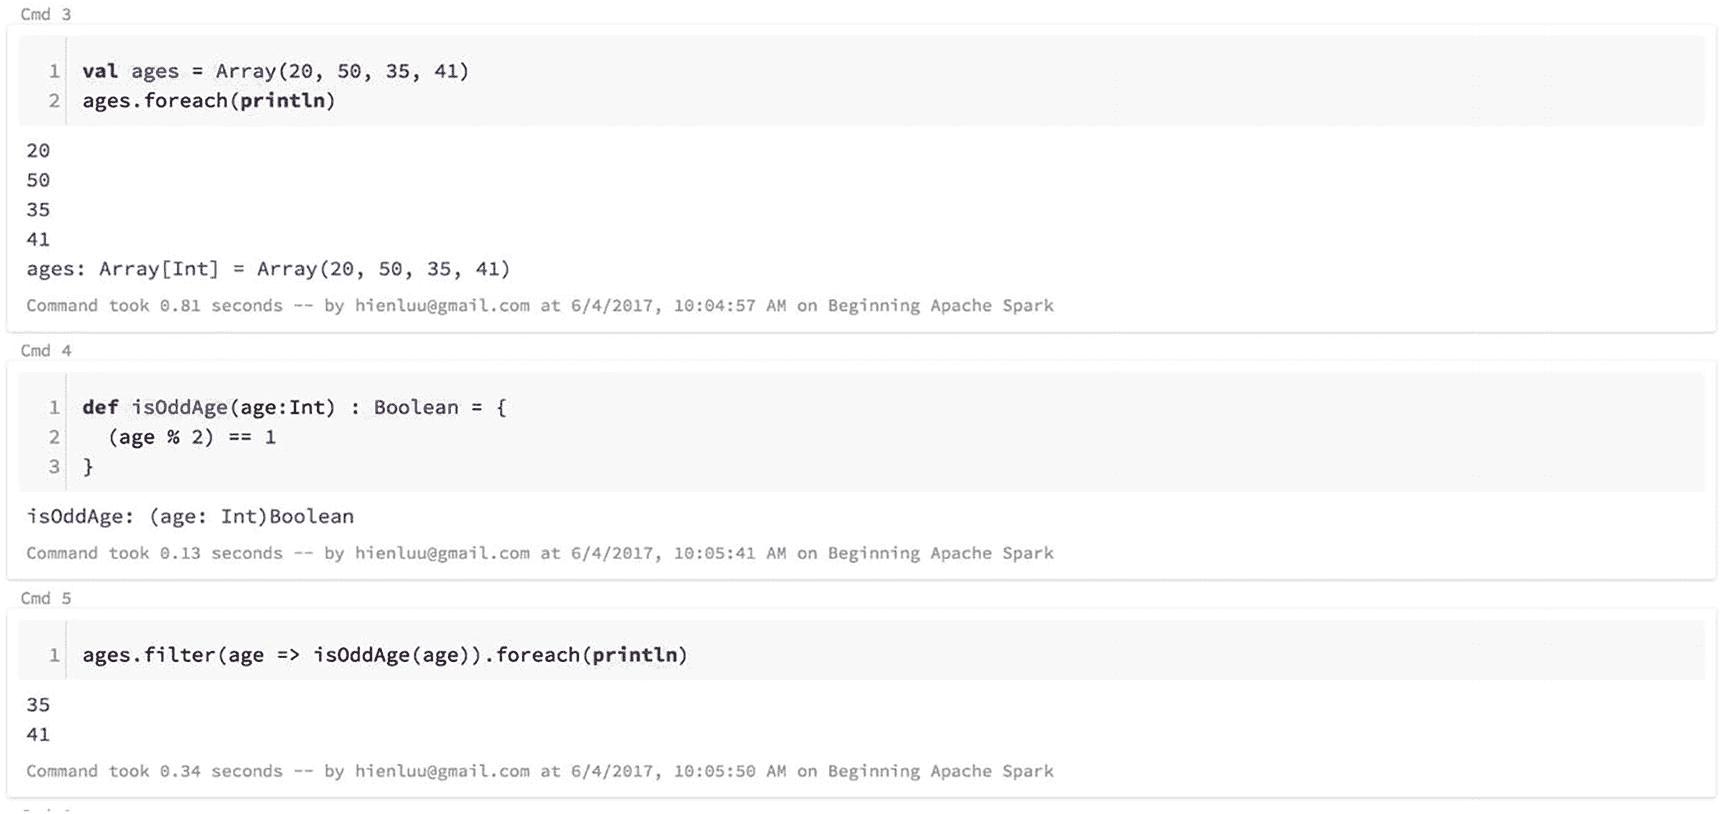 Cmd 3
1 val ages = Array(20, 50, 35, 41)
2 ages.foreach(println)
20
50
35
41
ages: Array[Int] = Array(20, 50, 35, 41)
Command took 0.81 seconds -- by hienluu@gmail.com at 6/4/2017, 10:04:57 AM on Beginning Apache Spark
Cmd 4
1 def isOddAge(age:Int) : Boolean = {
2   (age % 2) == 1
3 }
isOddAge: (age: Int)Boolean
Command took 0.13 seconds -- by hienluu@gmail.com at 6/4/2017, 10:05:41 AM on Beginning Apache Spark
Cmd 5
1 ages.filter(age => isOddAge(age)).foreach(println)
35
41
Command took 0.34 seconds -- by hienluu@gmail.com at 6/4/2017, 10:05:50 AM on Beginning Apache Spark